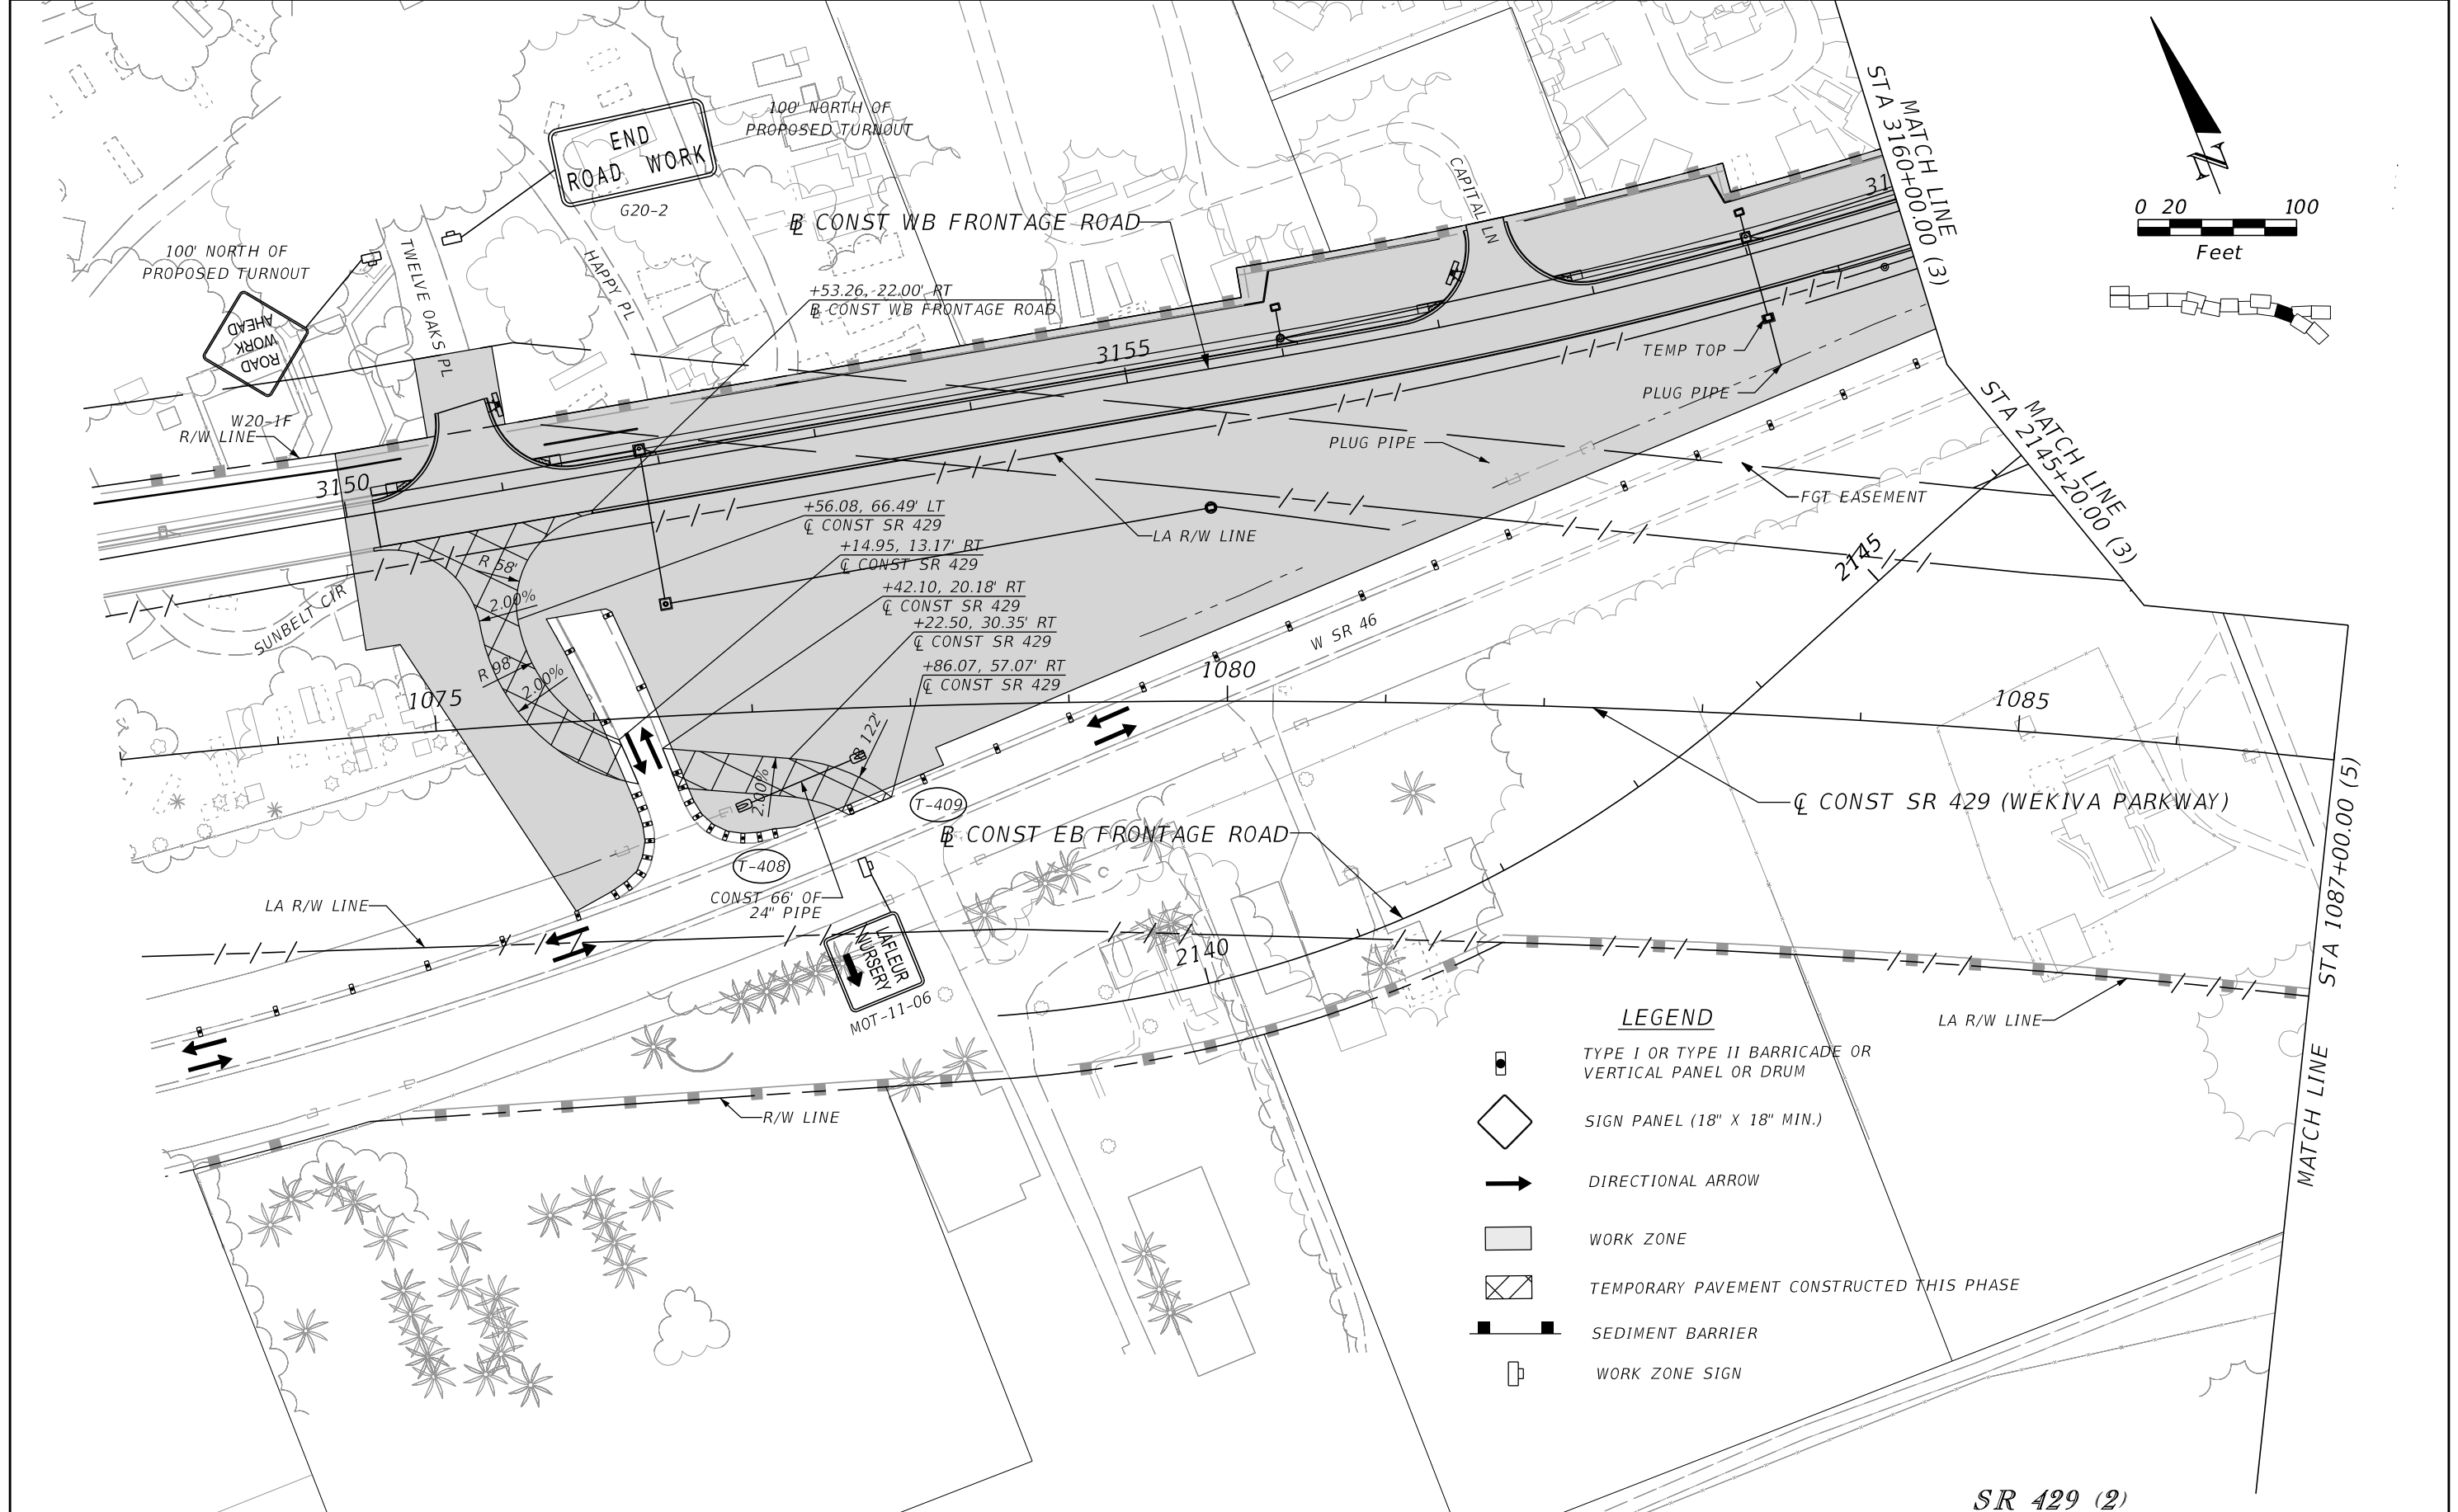 100' NORTH OF
PROPOSED TURNOUT
END
ROAD WORK
G20-2
100' NORTH OF
PROPOSED TURNOUT
ROAD
WORK
AHEAD
W20-1F
R/W LINE
TWELVE OAKS PL
HAPPY PL
CAPITAL LN
℄ CONST WB FRONTAGE ROAD
+53.26, 22.00' RT
℄ CONST WB FRONTAGE ROAD
3150
3155
31
MATCH LINE
STA 3160+00.00 (3)
N
0 20 100
Feet
TEMP TOP
PLUG PIPE
PLUG PIPE
FGT EASEMENT
MATCH LINE
STA 2145+20.00 (3)
LA R/W LINE
+56.08, 66.49' LT
℄ CONST SR 429
+14.95, 13.17' RT
℄ CONST SR 429
+42.10, 20.18' RT
℄ CONST SR 429
+22.50, 30.35' RT
℄ CONST SR 429
+86.07, 57.07' RT
℄ CONST SR 429
R 58'
2.00%
SUNBELT CIR
R 98'
2.00%
R 122'
2.00%
W SR 46
1075
1080
1085
2145
2140
T-409
T-408
℄ CONST EB FRONTAGE ROAD
℄ CONST SR 429 (WEKIVA PARKWAY)
CONST 66' OF
24" PIPE
LAFLEUR
NURSERY
MOT-11-06
LA R/W LINE
LA R/W LINE
R/W LINE
MATCH LINE STA 1087+00.00 (5)
LEGEND
TYPE I OR TYPE II BARRICADE OR
VERTICAL PANEL OR DRUM
SIGN PANEL (18" X 18" MIN.)
DIRECTIONAL ARROW
WORK ZONE
TEMPORARY PAVEMENT CONSTRUCTED THIS PHASE
SEDIMENT BARRIER
WORK ZONE SIGN
SR 429 (2)